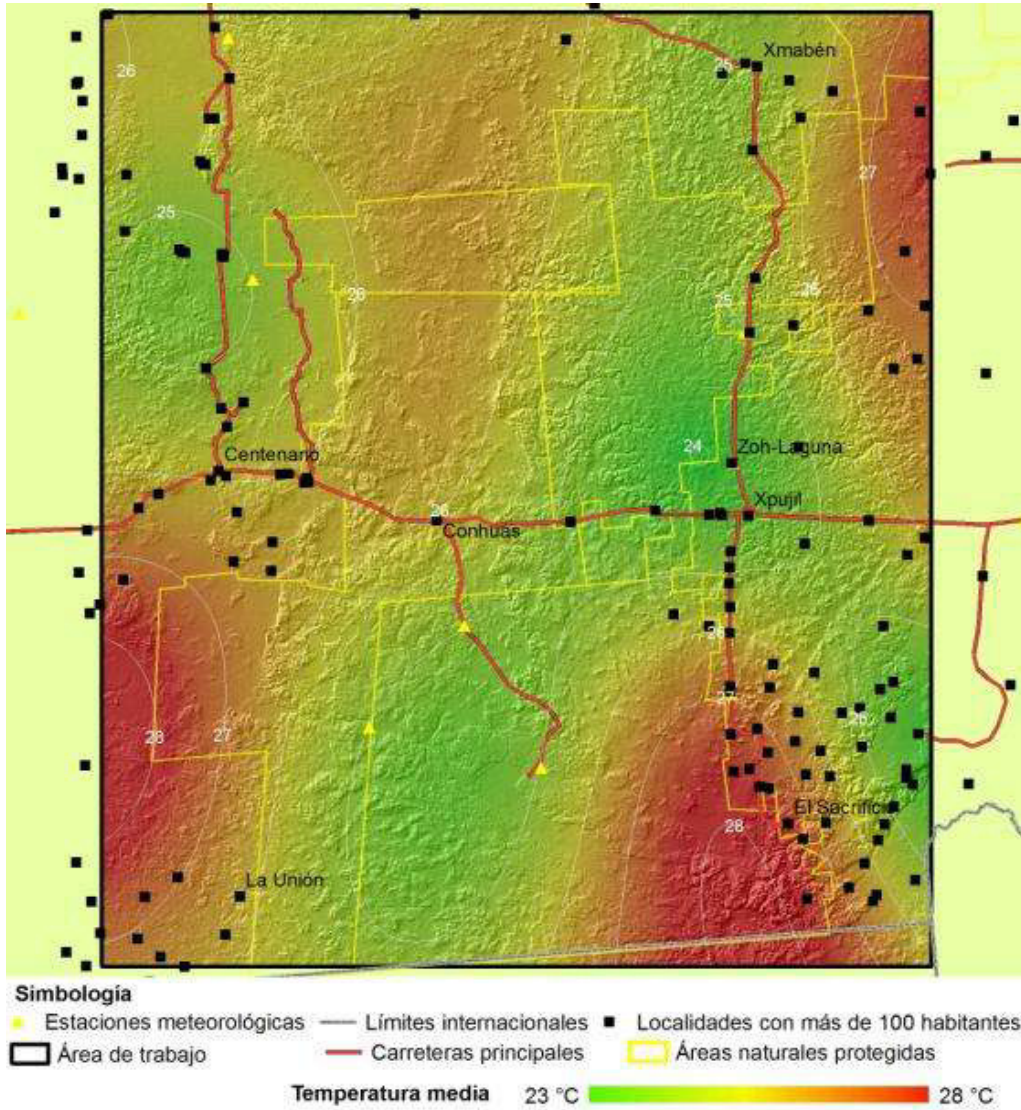 26
25
Xmabén
27
25
26
25
26
24
Zoh-Laguna
Centenario
Xpujil
Conhuás
26
27
28
27
26
El Sacrificio
28
La Unión
Simbología
Estaciones meteorológicas
Límites internacionales
Localidades con más de 100 habitantes
Área de trabajo
Carreteras principales
Áreas naturales protegidas
Temperatura media 23 °C 28 °C